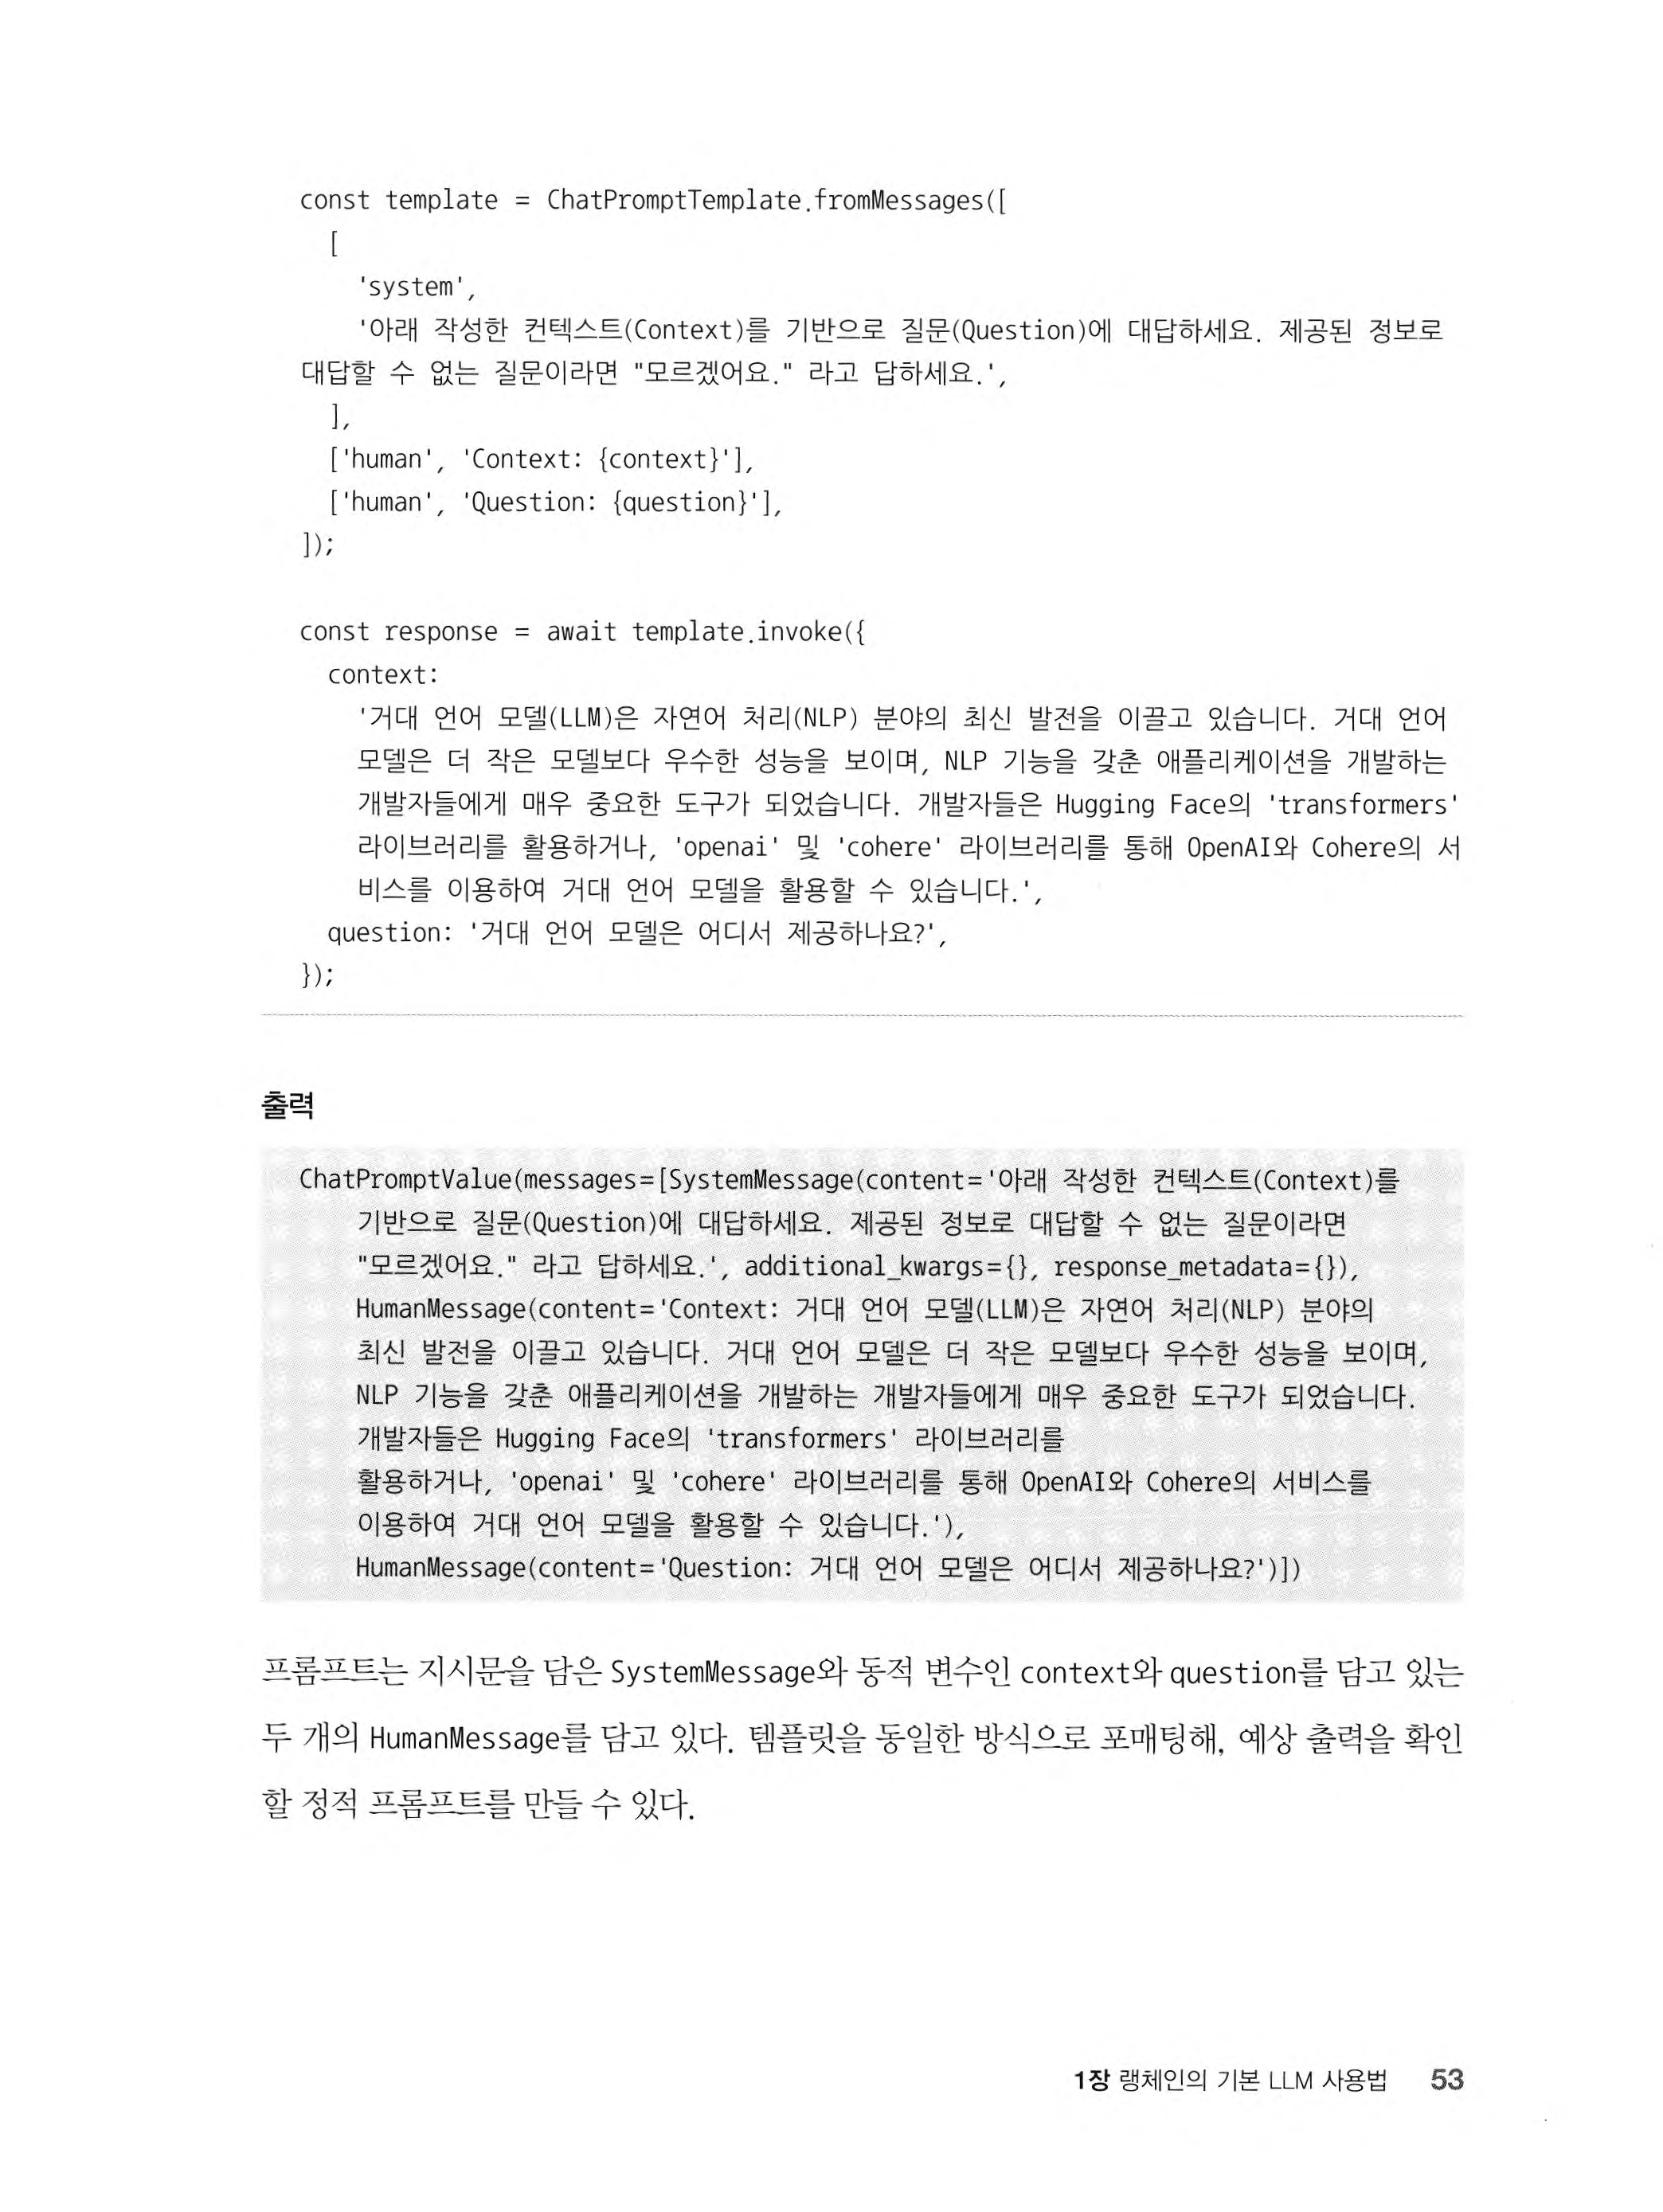 const template = ChatPromptTemplate.fromMessages([
  [
    'system',
    '아래 작성한 컨텍스트(Context)를 기반으로 질문(Question)에 대답하세요. 제공된 정보로
대답할 수 없는 질문이라면 "모르겠어요." 라고 답하세요.',
  ],
  ['human', 'Context: {context}'],
  ['human', 'Question: {question}'],
]);

const response = await template.invoke({
  context:
    '거대 언어 모델(LLM)은 자연어 처리(NLP) 분야의 최신 발전을 이끌고 있습니다. 거대 언어
    모델은 더 작은 모델보다 우수한 성능을 보이며, NLP 기능을 갖춘 애플리케이션을 개발하는
    개발자들에게 매우 중요한 도구가 되었습니다. 개발자들은 Hugging Face의 'transformers'
    라이브러리를 활용하거나, 'openai' 및 'cohere' 라이브러리를 통해 OpenAI와 Cohere의 서
    비스를 이용하여 거대 언어 모델을 활용할 수 있습니다.',
  question: '거대 언어 모델은 어디서 제공하나요?',
});

출력

ChatPromptValue(messages=[SystemMessage(content='아래 작성한 컨텍스트(Context)를
    기반으로 질문(Question)에 대답하세요. 제공된 정보로 대답할 수 없는 질문이라면
    "모르겠어요." 라고 답하세요.', additional_kwargs={}, response_metadata={}),
    HumanMessage(content='Context: 거대 언어 모델(LLM)은 자연어 처리(NLP) 분야의
    최신 발전을 이끌고 있습니다. 거대 언어 모델은 더 작은 모델보다 우수한 성능을 보이며,
    NLP 기능을 갖춘 애플리케이션을 개발하는 개발자들에게 매우 중요한 도구가 되었습니다.
    개발자들은 Hugging Face의 'transformers' 라이브러리를
    활용하거나, 'openai' 및 'cohere' 라이브러리를 통해 OpenAI와 Cohere의 서비스를
    이용하여 거대 언어 모델을 활용할 수 있습니다.'),
    HumanMessage(content='Question: 거대 언어 모델은 어디서 제공하나요?')])

프롬프트는 지시문을 담은 SystemMessage와 동적 변수인 context와 question를 담고 있는
두 개의 HumanMessage를 담고 있다. 템플릿을 동일한 방식으로 포매팅해, 예상 출력을 확인
할 정적 프롬프트를 만들 수 있다.

1장 랭체인의 기본 LLM 사용법 53